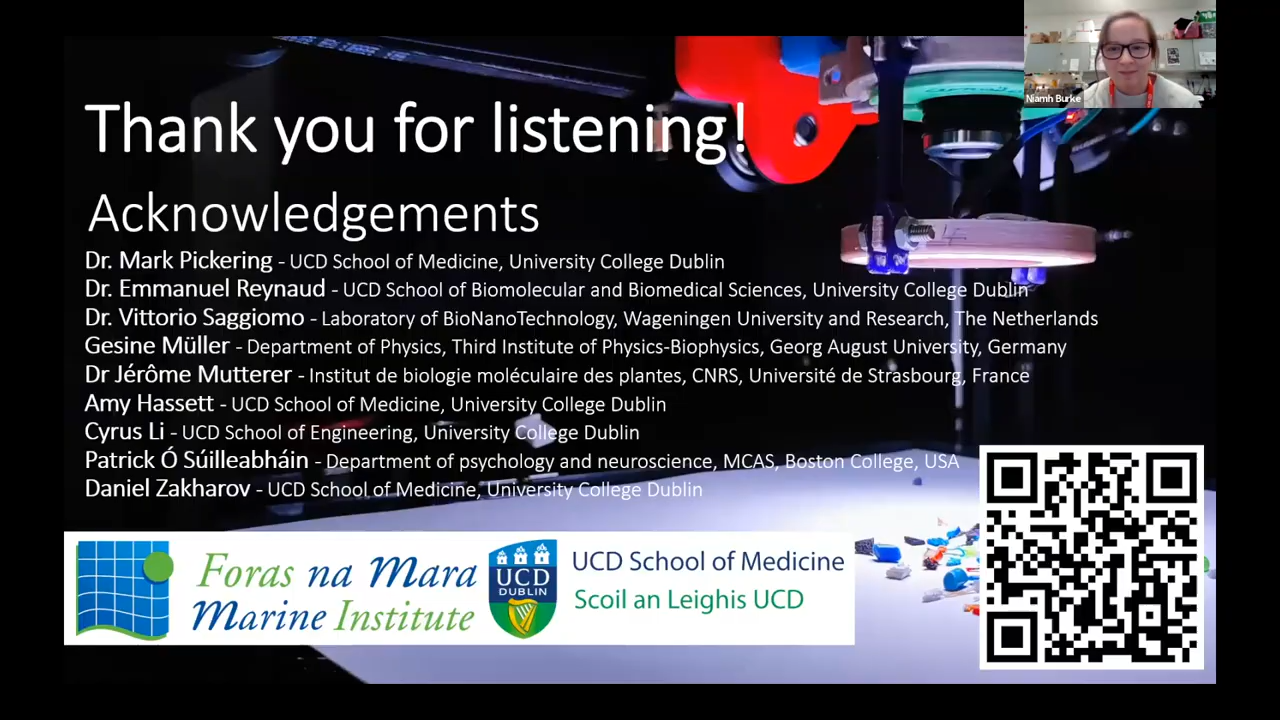 Niamh Burke
Thank you for listening!
Acknowledgements
Dr. Mark Pickering - UCD School of Medicine, University College Dublin
Dr. Emmanuel Reynaud - UCD School of Biomolecular and Biomedical Sciences, University College Dublin
Dr. Vittorio Saggiomo - Laboratory of BioNanoTechnology, Wageningen University and Research, The Netherlands
Gesine Müller - Department of Physics, Third Institute of Physics-Biophysics, Georg August University, Germany
Dr Jérôme Mutterer - Institut de biologie moléculaire des plantes, CNRS, Université de Strasbourg, France
Amy Hassett - UCD School of Medicine, University College Dublin
Cyrus Li - UCD School of Engineering, University College Dublin
Patrick Ó Súilleabháin - Department of psychology and neuroscience, MCAS, Boston College, USA
Daniel Zakharov - UCD School of Medicine, University College Dublin
Foras na Mara
Marine Institute
UCD
DUBLIN
UCD School of Medicine
Scoil an Leighis UCD